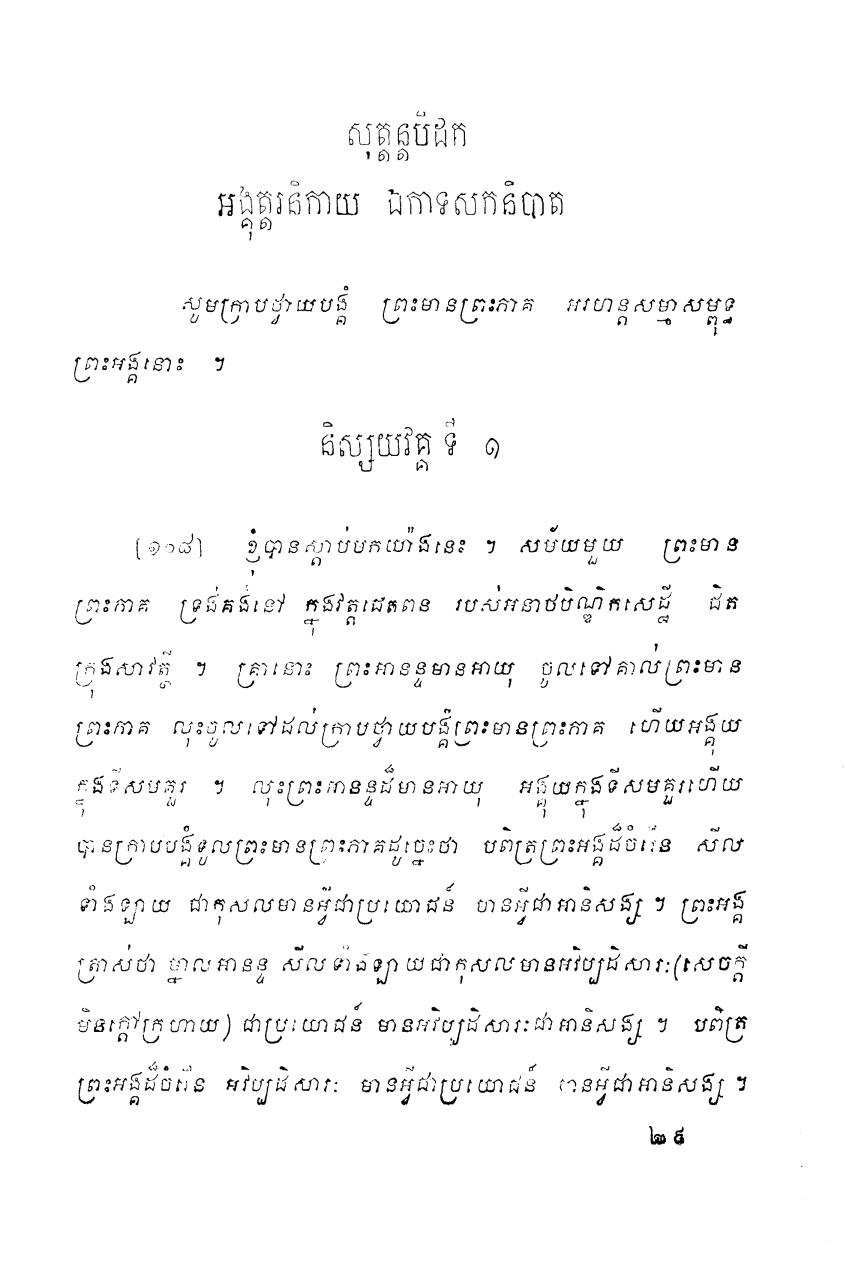 សុត្តន្តបិដក
អង្គុត្តរនិកាយ ឯកាទសកនិបាត
សូមក្រាបថ្វាយបង្គំ ព្រះមានព្រះភាគ អរហន្តសម្មាសម្ពុទ្ធ
ព្រះអង្គនោះ ។
និស្សយវគ្គ ទី ១
[១០៨] ខ្ញុំបានស្តាប់មកយ៉ាងនេះ ។ សម័យមួយ ព្រះមាន
ព្រះភាគ ទ្រង់គង់នៅ ក្នុងវត្តជេតពន របស់អនាថបិណ្ឌិកសេដ្ឋី ជិត
ក្រុងសាវត្ថី ។ គ្រានោះ ព្រះអានន្ទមានអាយុ ចូលទៅគាល់ព្រះមាន
ព្រះភាគ លុះចូលទៅដល់ក្រាបថ្វាយបង្គំព្រះមានព្រះភាគ ហើយអង្គុយ
ក្នុងទីសមគួរ ។ លុះព្រះអានន្ទដ៏មានអាយុ អង្គុយក្នុងទីសមគួរហើយ
បានក្រាបបង្គំទូលព្រះមានព្រះភាគដូច្នេះថា បពិត្រព្រះអង្គដ៏ចំរើន សីល
ទាំងឡាយ ជាកុសលមានអ្វីជាប្រយោជន៍ មានអ្វីជាអានិសង្ស ។ ព្រះអង្គ
ត្រាស់ថា ម្នាលអានន្ទ សីលទាំងឡាយជាកុសលមានអវិប្បដិសារៈ(សេចក្តី
មិនក្តៅក្រហាយ) ជាប្រយោជន៍ មានអវិប្បដិសារៈជាអានិសង្ស ។ បពិត្រ
ព្រះអង្គដ៏ចំរើន អវិប្បដិសារៈ មានអ្វីជាប្រយោជន៍ មានអ្វីជាអានិសង្ស ។
២៩